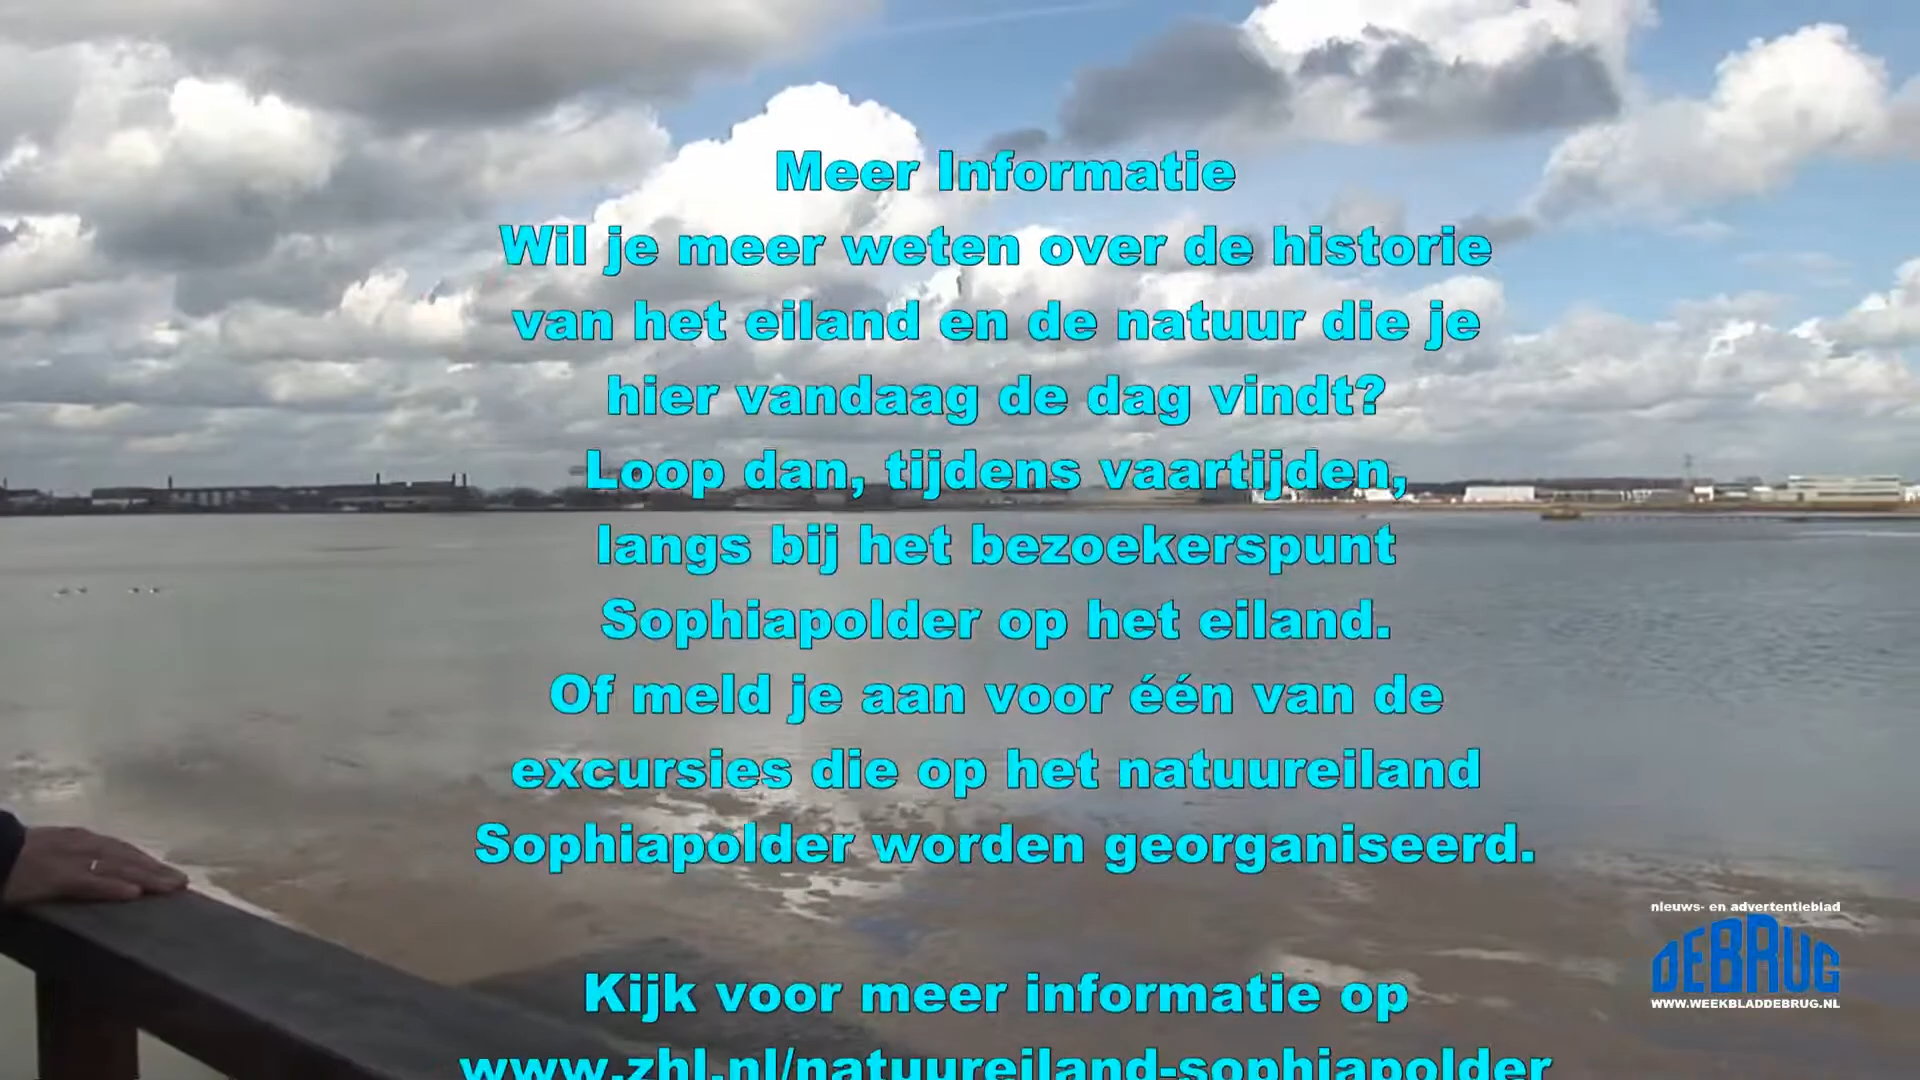 Meer Informatie
Wil je meer weten over de historie
van het eiland en de natuur die je
hier vandaag de dag vindt?
Loop dan, tijdens vaartijden,
langs bij het bezoekerspunt
Sophiapolder op het eiland.
Of meld je aan voor één van de
excursies die op het natuureiland
Sophiapolder worden georganiseerd.
Kijk voor meer informatie op
www.zhl.nl/natuureiland-sophiapolder
nieuws- en advertentieblad
DEBRUG
WWW.WEEKBLADDEBRUG.NL